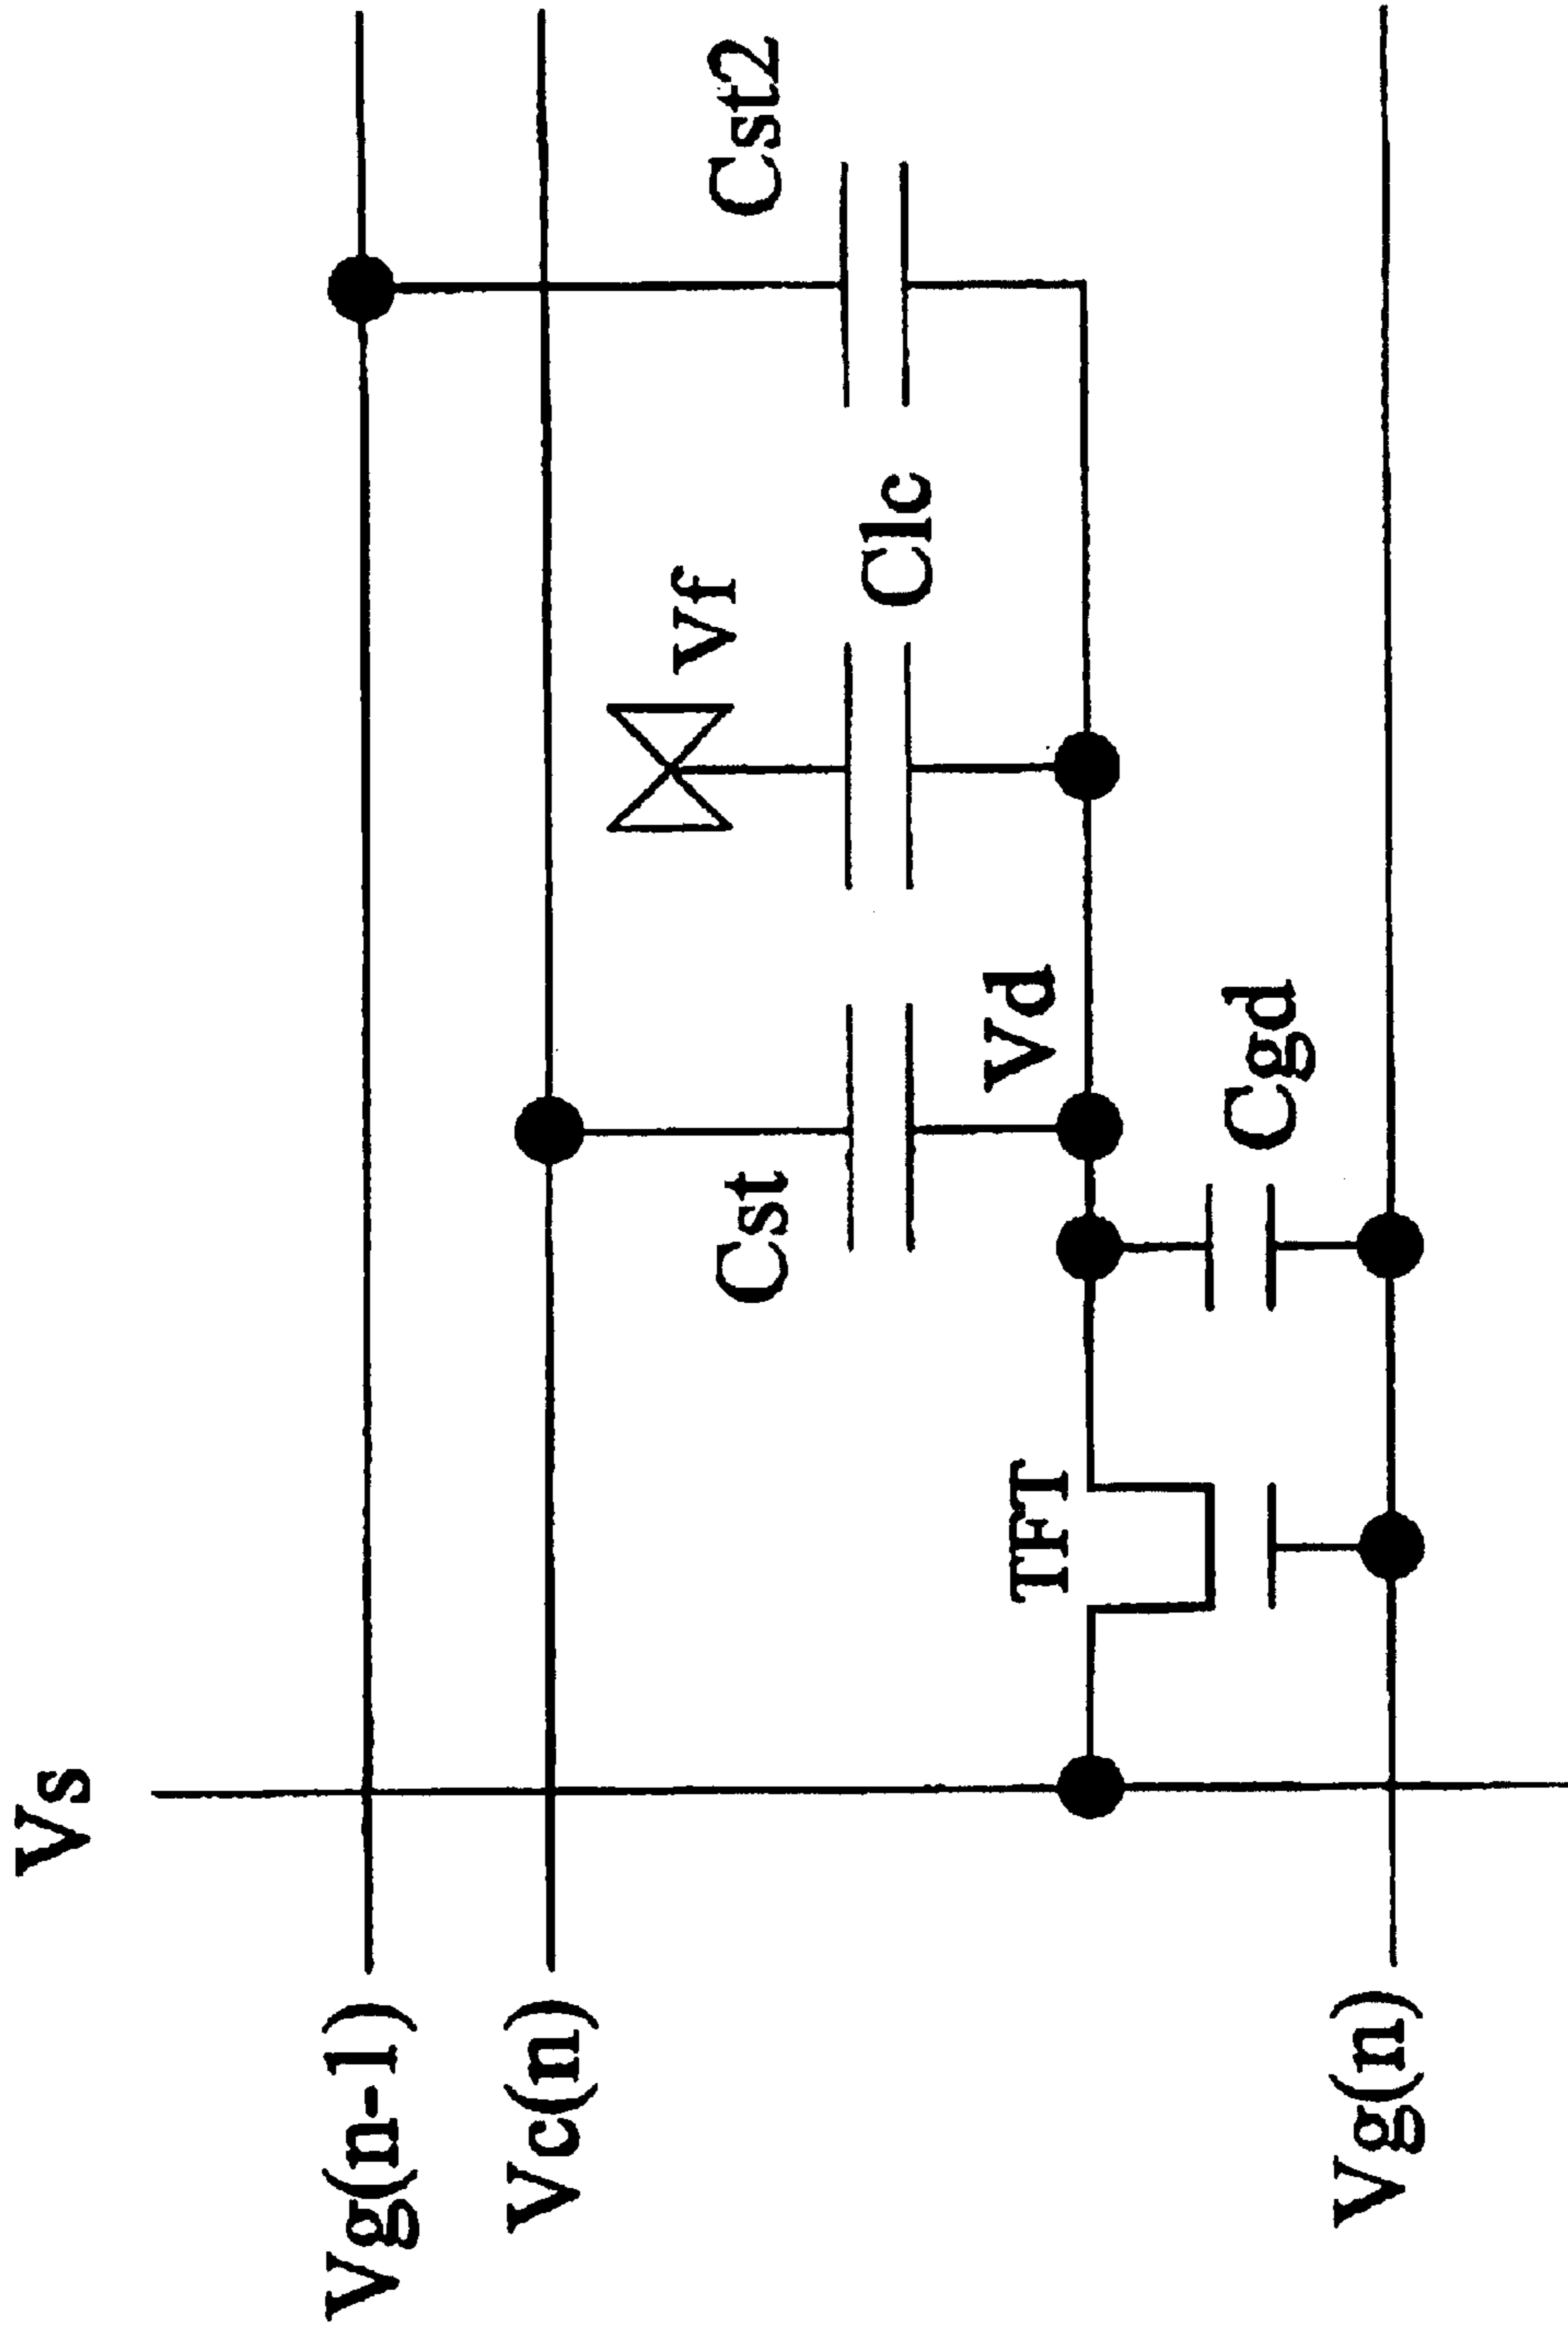 Vs
Vg(n-1)
Vc(n)
Cst2
Vf
Clc
Cst
Vd
TFT
Cgd
Vg(n)